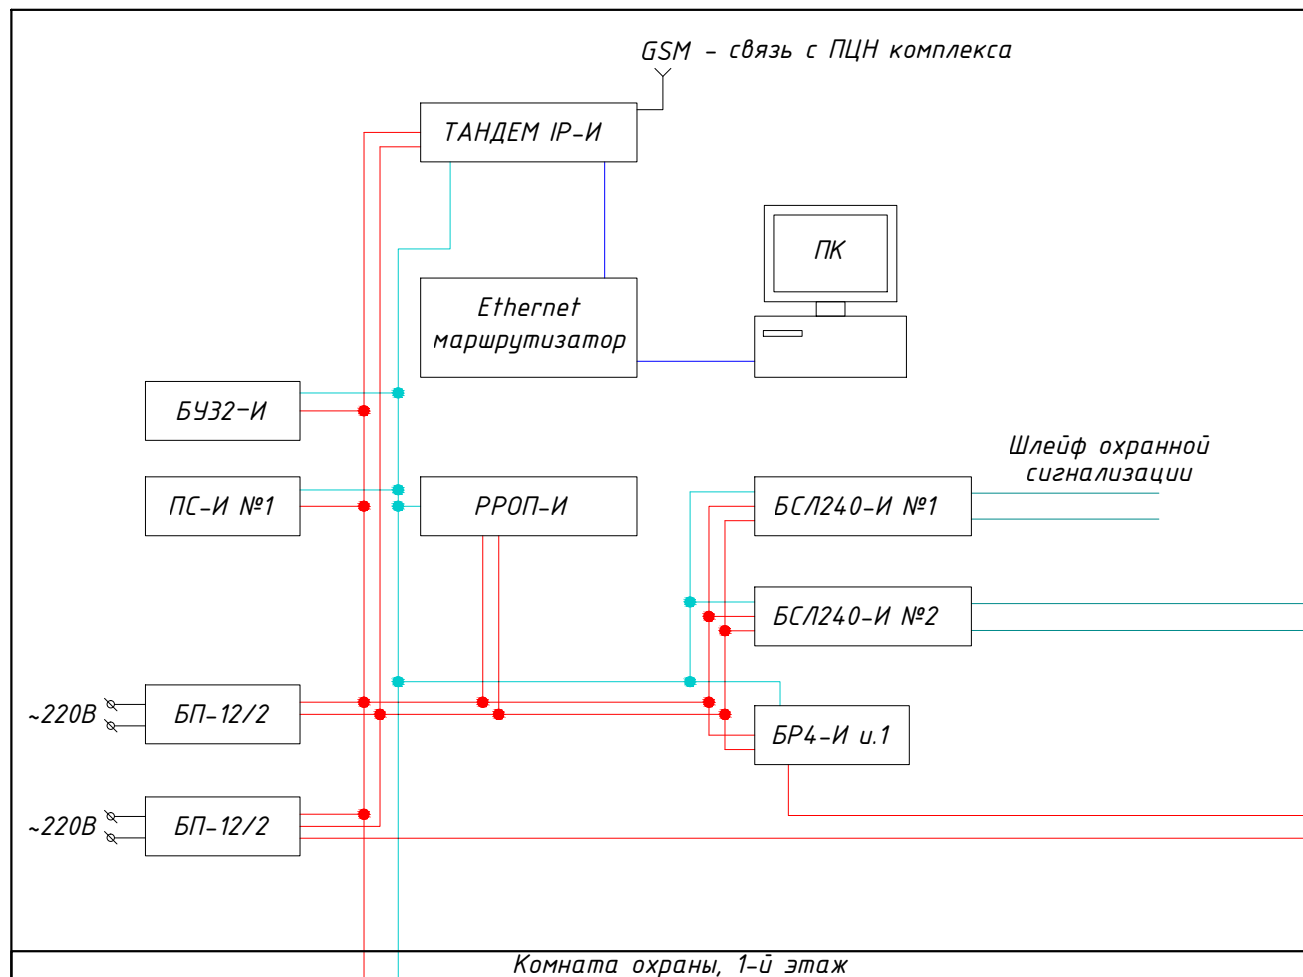 GSM - связь с ПЦН комплекса
ТАНДЕМ IP-И
ПК
Ethernet
маршрутизатор
БУ32-И
Шлейф охранной
сигнализации
ПС-И №1
РРОП-И
БСЛ240-И №1
БСЛ240-И №2
~220В
БП-12/2
БР4-И и.1
~220В
БП-12/2
Комната охраны, 1-й этаж